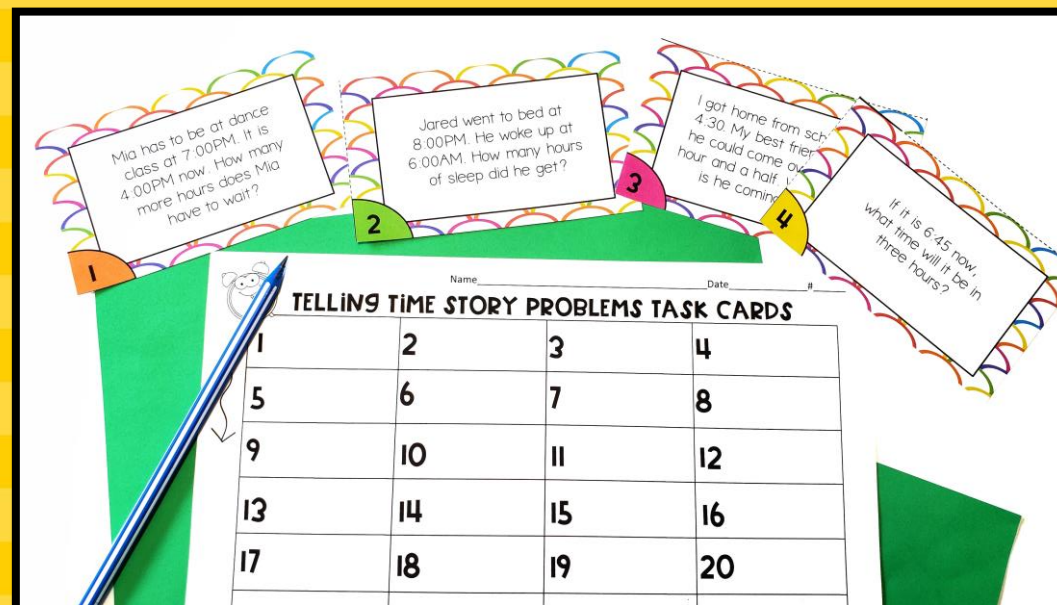 Mia has to be at dance
class at 7:00PM. It is
4:00PM now. How many
more hours does Mia
have to wait?
1
Jared went to bed at
8:00PM. He woke up at
6:00AM. How many hours
of sleep did he get?
2
I got home from sch
4:30. My best frier
he could come ov
hour and a half.
is he coming
3
If it is 6:45 now,
what time will it be in
three hours?
4
Name Date #
TELLING TIME STORY PROBLEMS TASK CARDS
1 2 3 4
5 6 7 8
9 10 11 12
13 14 15 16
17 18 19 20